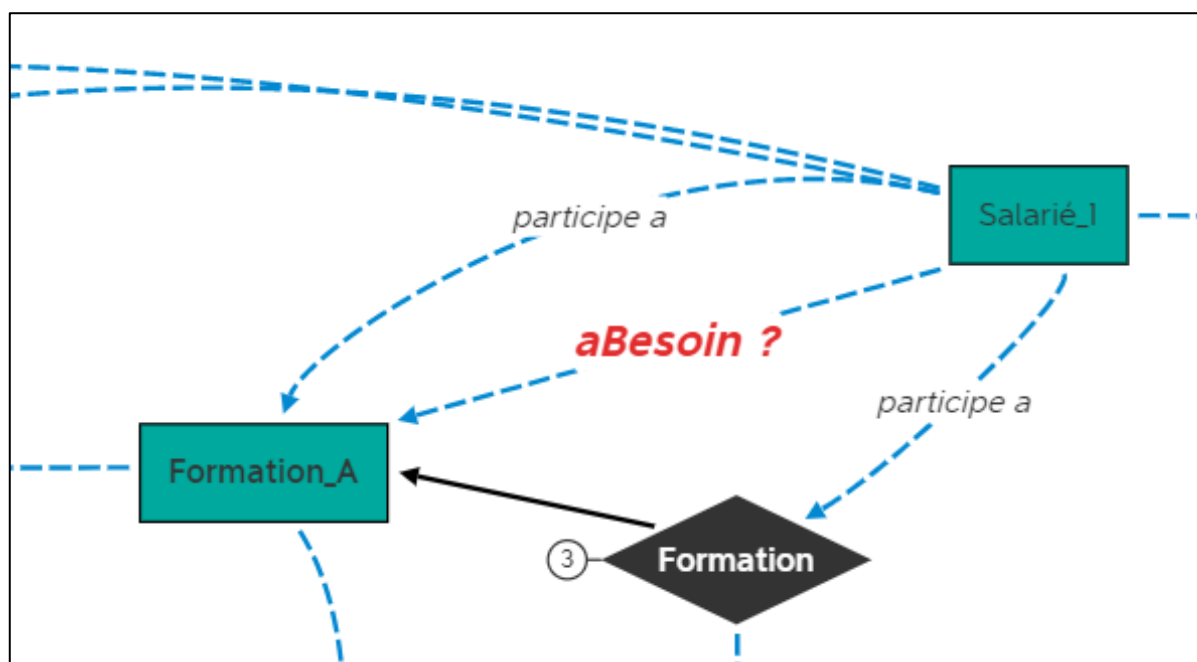 participe a
Salarié_1
aBesoin ?
participe a
Formation_A
3
Formation